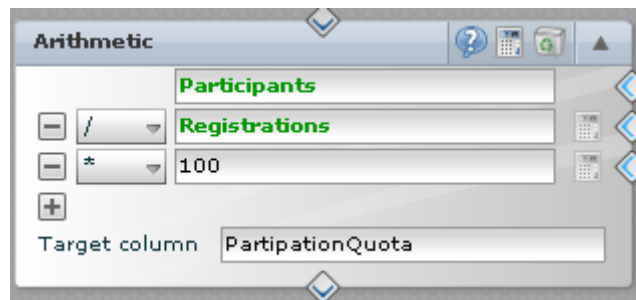 Arithmetic
Participants
/ Registrations
* 100
Target column PartipationQuota